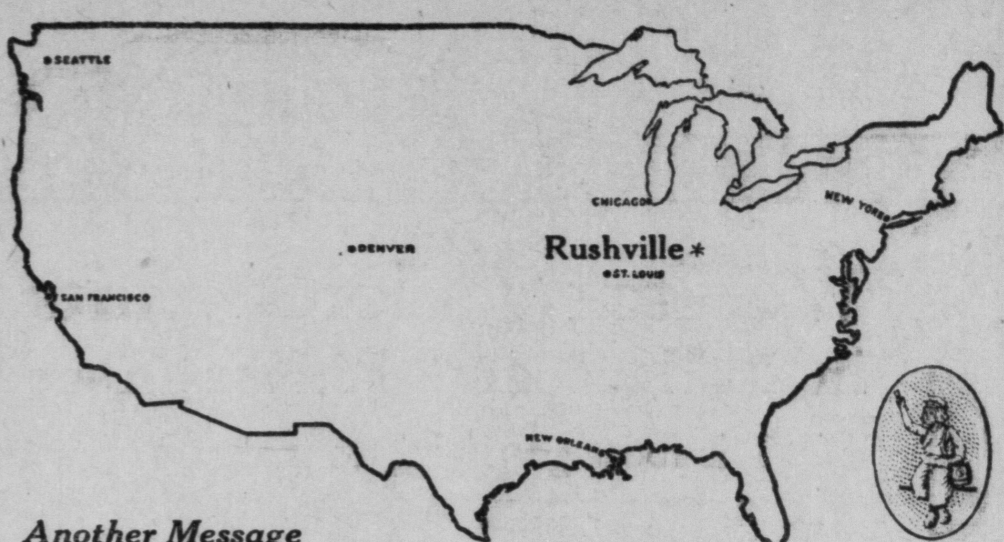 SEATTLE
CHICAGO
NEW YORK
DENVER
Rushville *
ST. LOUIS
SAN FRANCISCO
NEW ORLEANS
Another Message